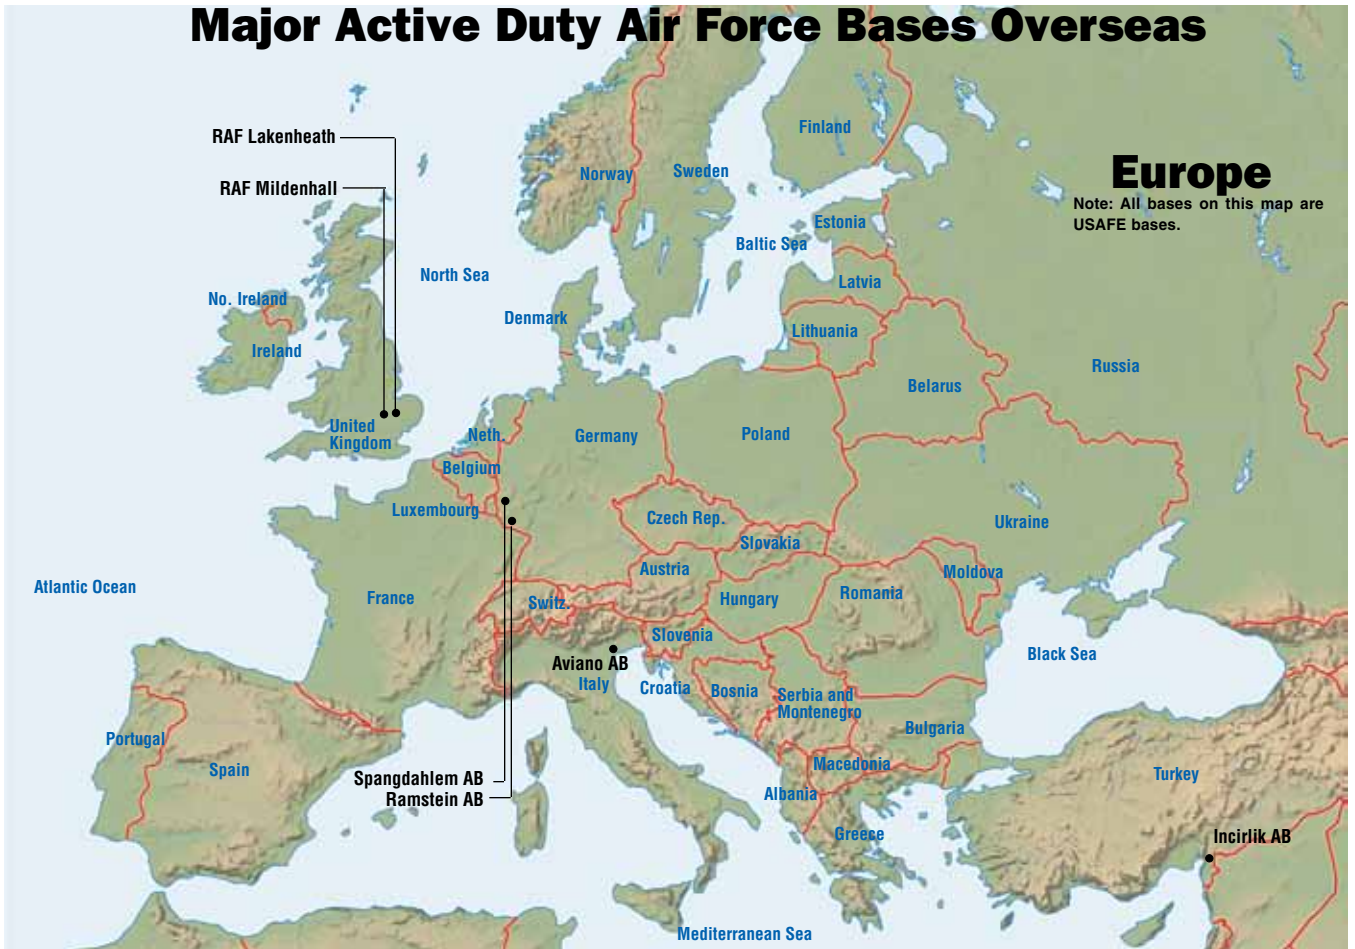 Major Active Duty Air Force Bases Overseas
Europe
Note: All bases on this map are
USAFE bases.
RAF Lakenheath
RAF Mildenhall
Finland
Norway
Sweden
Estonia
Baltic Sea
North Sea
Latvia
No. Ireland
Denmark
Lithuania
Ireland
Russia
Belarus
United
Kingdom
Neth.
Germany
Poland
Belgium
Luxembourg
Czech Rep.
Ukraine
Slovakia
Austria
Moldova
Atlantic Ocean
France
Switz.
Hungary
Romania
Slovenia
Black Sea
Aviano AB
Italy
Croatia
Bosnia
Serbia and
Montenegro
Bulgaria
Portugal
Spain
Macedonia
Turkey
Spangdahlem AB
Ramstein AB
Albania
Greece
Incirlik AB
Mediterranean Sea